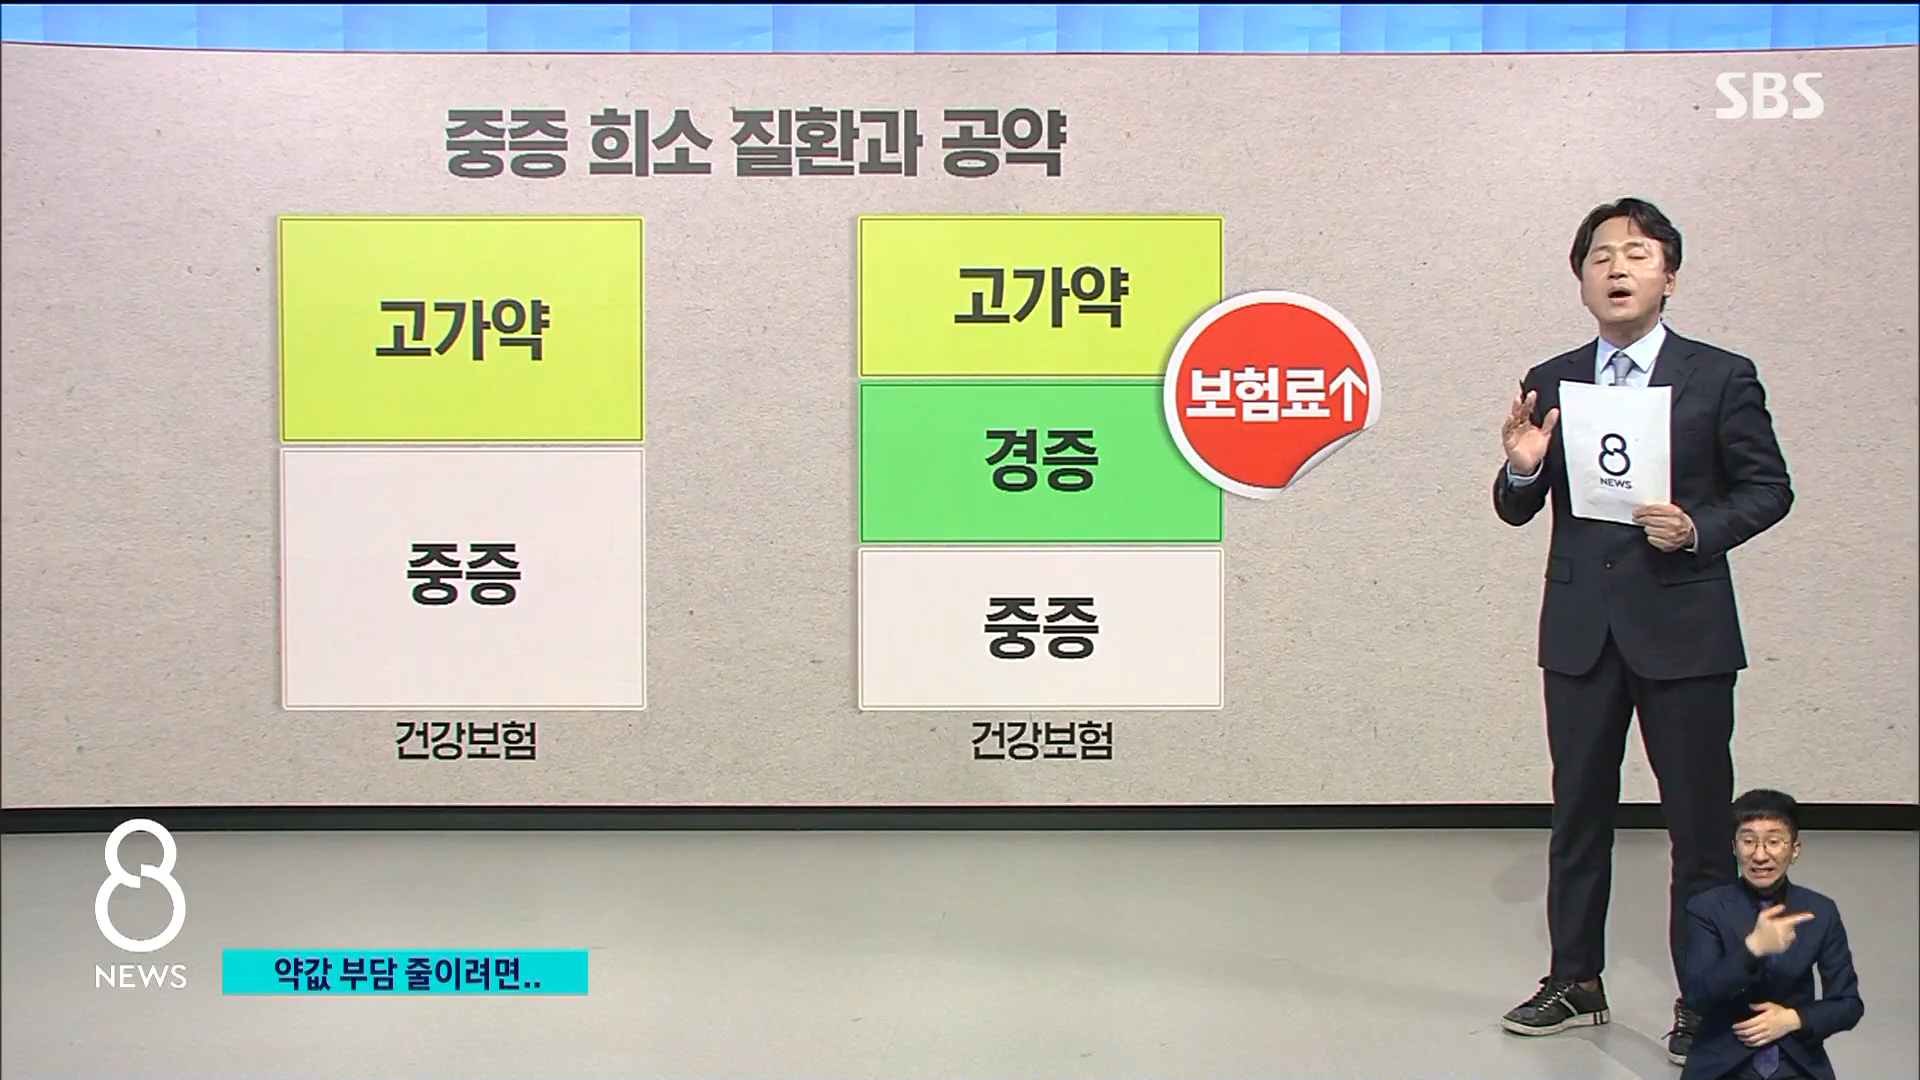 SBS
중증 희소 질환과 공약
고가약
중증
건강보험
고가약
보험료↑
경증
중증
건강보험
8
NEWS
8
NEWS
약값 부담 줄이려면..